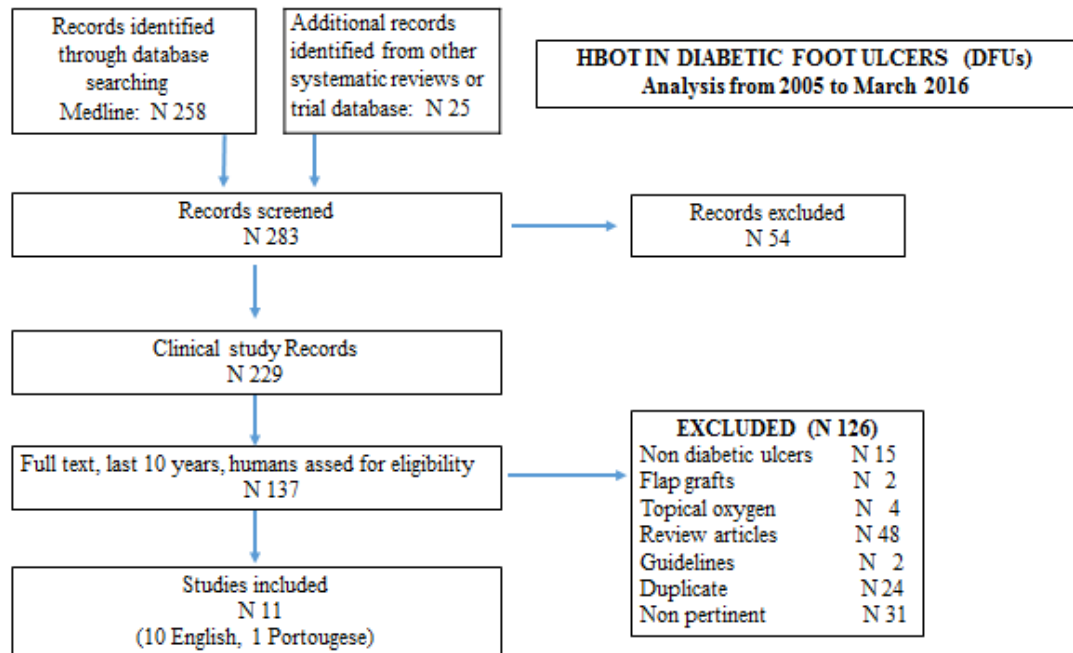 Records identified
through database
searching
Medline: N 258
Additional records
identified from other
systematic reviews or
trial database: N 25
HBOT IN DIABETIC FOOT ULCERS (DFUs)
Analysis from 2005 to March 2016
Records screened
N 283
Records excluded
N 54
Clinical study Records
N 229
Full text, last 10 years, humans assed for eligibility
N 137
EXCLUDED (N 126)
Non diabetic ulcers N 15
Flap grafts N 2
Topical oxygen N 4
Review articles N 48
Guidelines N 2
Duplicate N 24
Non pertinent N 31
Studies included
N 11
(10 English, 1 Portougese)